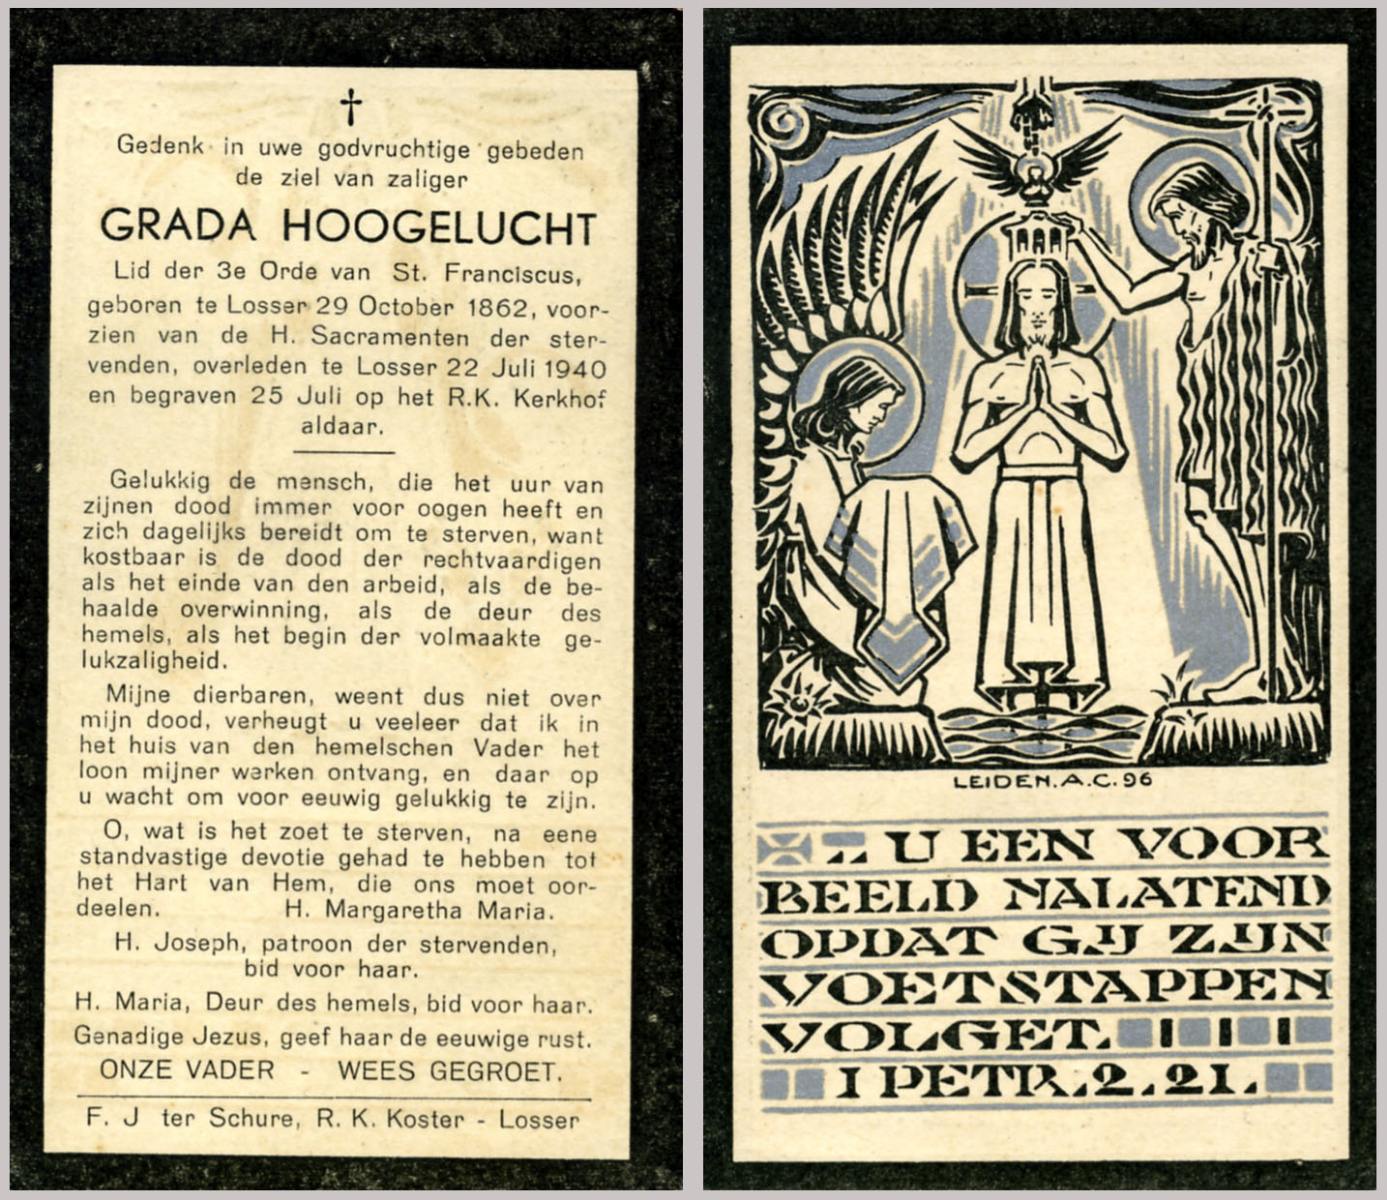 Gedenk in uwe godvruchtige gebeden
de ziel van zaliger
GRADA HOOGELUCHT
Lid der 3e Orde van St. Franciscus,
geboren te Losser 29 October 1862, voor-
zien van de H. Sacramenten der ster-
venden, overleden te Losser 22 Juli 1940
en begraven 25 Juli op het R.K. Kerkhof
aldaar.
Gelukkig de mensch, die het uur van
zijnen dood immer voor oogen heeft en
zich dagelijks bereidt om te sterven, want
kostbaar is de dood der rechtvaardigen
als het einde van den arbeid, als de be-
haalde overwinning, als de deur des
hemels, als het begin der volmaakte ge-
lukzaligheid.
Mijne dierbaren, weent dus niet over
mijn dood, verheugt u veeleer dat ik in
het huis van den hemelschen Vader het
loon mijner werken ontvang, en daar op
u wacht om voor eeuwig gelukkig te zijn.
O, wat is het zoet te sterven, na eene
standvastige devotie gehad te hebben tot
het Hart van Hem, die ons moet oor-
deelen. H. Margaretha Maria.
H. Joseph, patroon der stervenden,
bid voor haar.
H. Maria, Deur des hemels, bid voor haar.
Genadige Jezus, geef haar de eeuwige rust.
ONZE VADER - WEES GEGROET.
F. J ter Schure, R. K. Koster - Losser
LEIDEN. A.C. 96
.. U EEN VOOR
BEELD NALATEND
OPDAT GIJ ZIJN
VOETSTAPPEN
VOLGET.
I PETR. 2. 21.